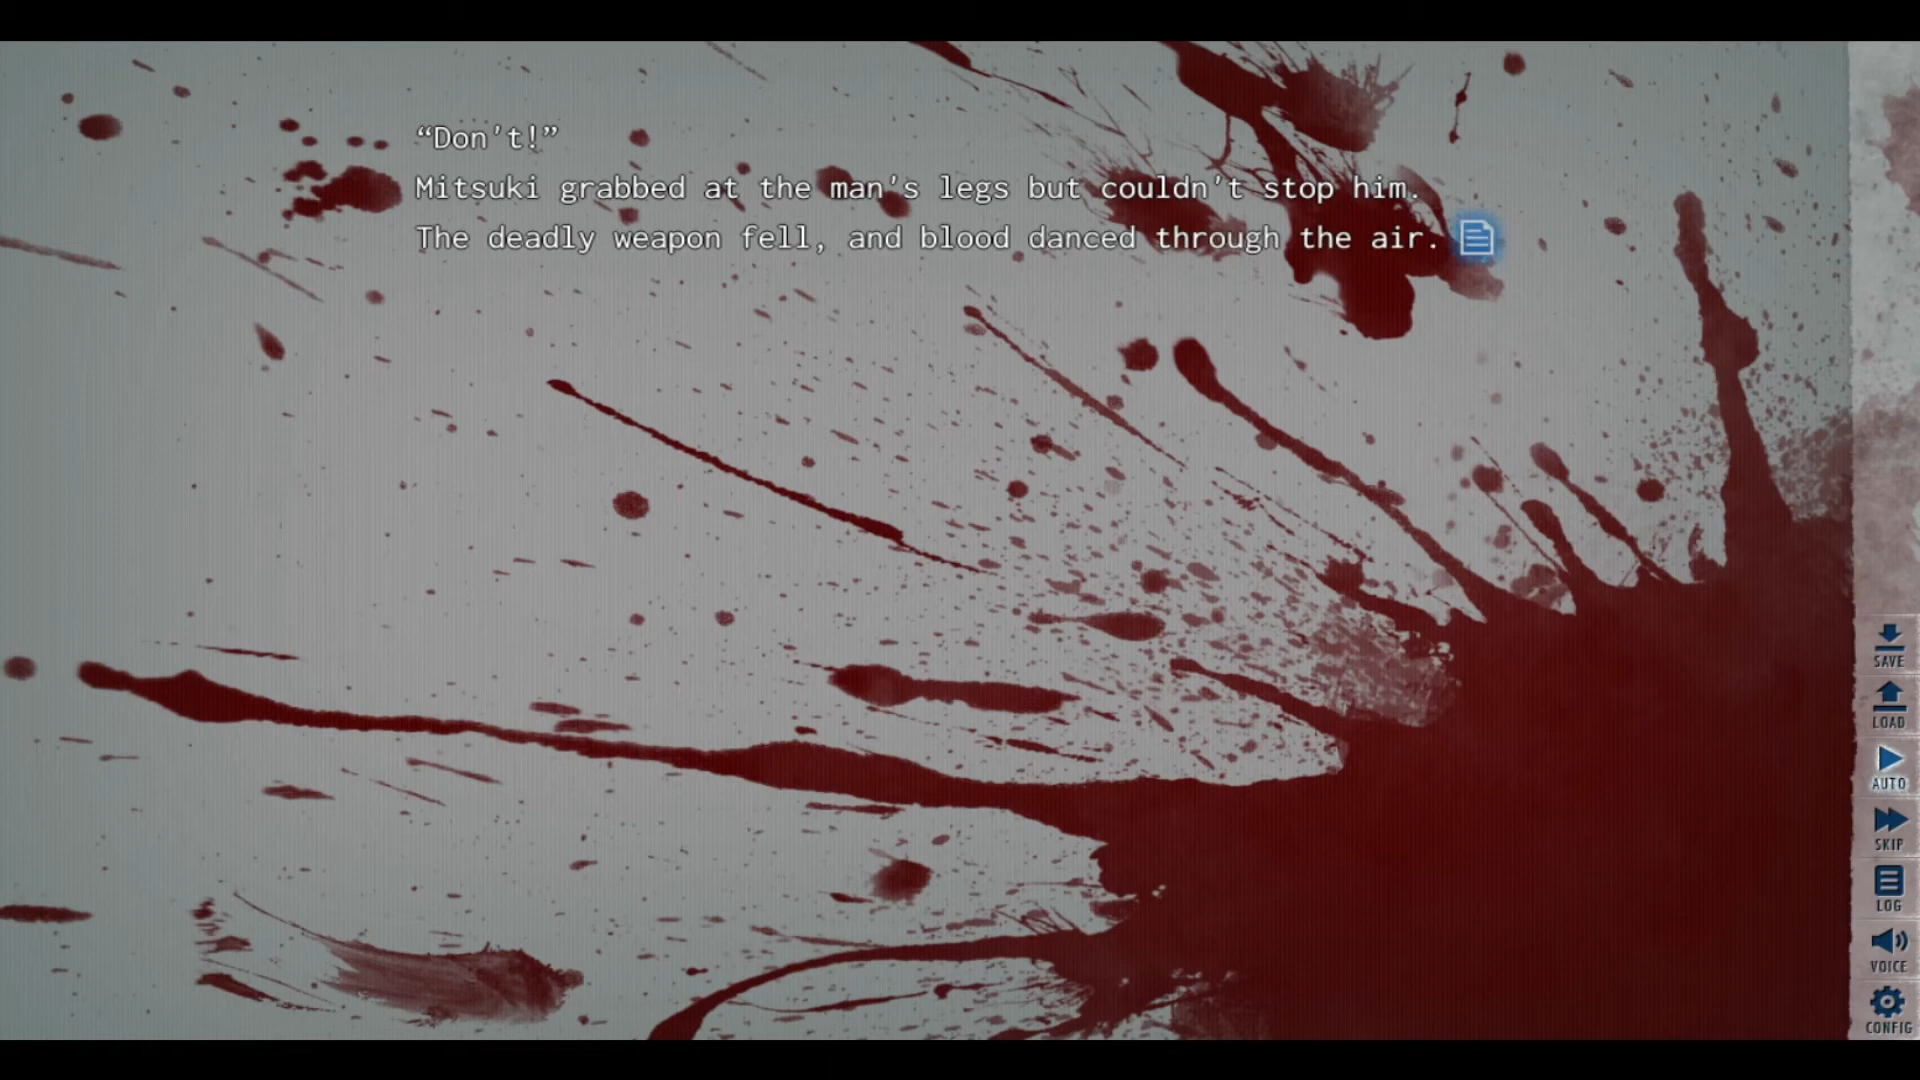 “Don't!”
Mitsuki grabbed at the man's legs but couldn't stop him.
The deadly weapon fell, and blood danced through the air.
SAVE
LOAD
AUTO
SKIP
LOG
VOICE
CONFIG